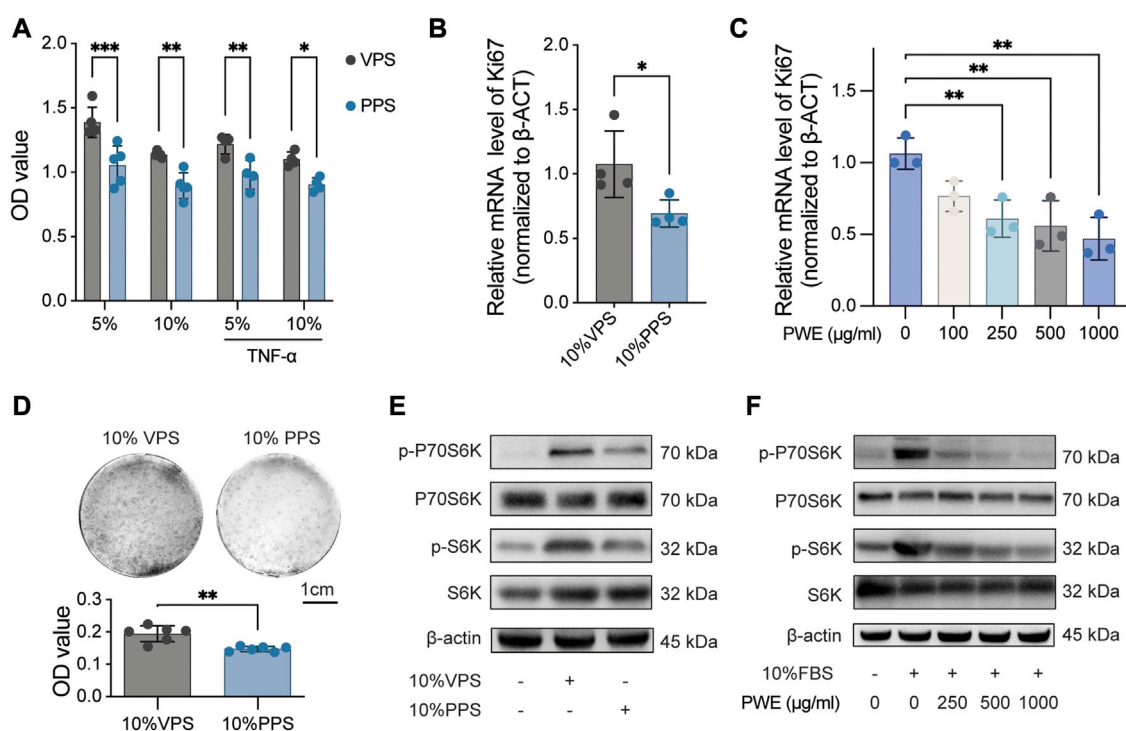 A
2.0
1.5
1.0
0.5
0.0
OD value
*** ** ** *
VPS
PPS
5% 10% 5% 10%
TNF-α
B
Relative mRNA level of Ki67
(normalized to β-ACT)
2.0
1.5
1.0
0.5
0.0
*
10%VPS
10%PPS
C
Relative mRNA level of Ki67
(normalized to β-ACT)
1.5
1.0
0.5
0.0
**
**
**
PWE (μg/ml) 0 100 250 500 1000
D
10% VPS 10% PPS
1cm
OD value
0.3
0.2
0.1
0.0
**
10%VPS 10%PPS
E
p-P70S6K 70 kDa
P70S6K 70 kDa
p-S6K 32 kDa
S6K 32 kDa
β-actin 45 kDa
10%VPS - + -
10%PPS - - +
F
p-P70S6K 70 kDa
P70S6K 70 kDa
p-S6K 32 kDa
S6K 32 kDa
β-actin 45 kDa
10%FBS - + + + +
PWE (μg/ml) 0 0 250 500 1000